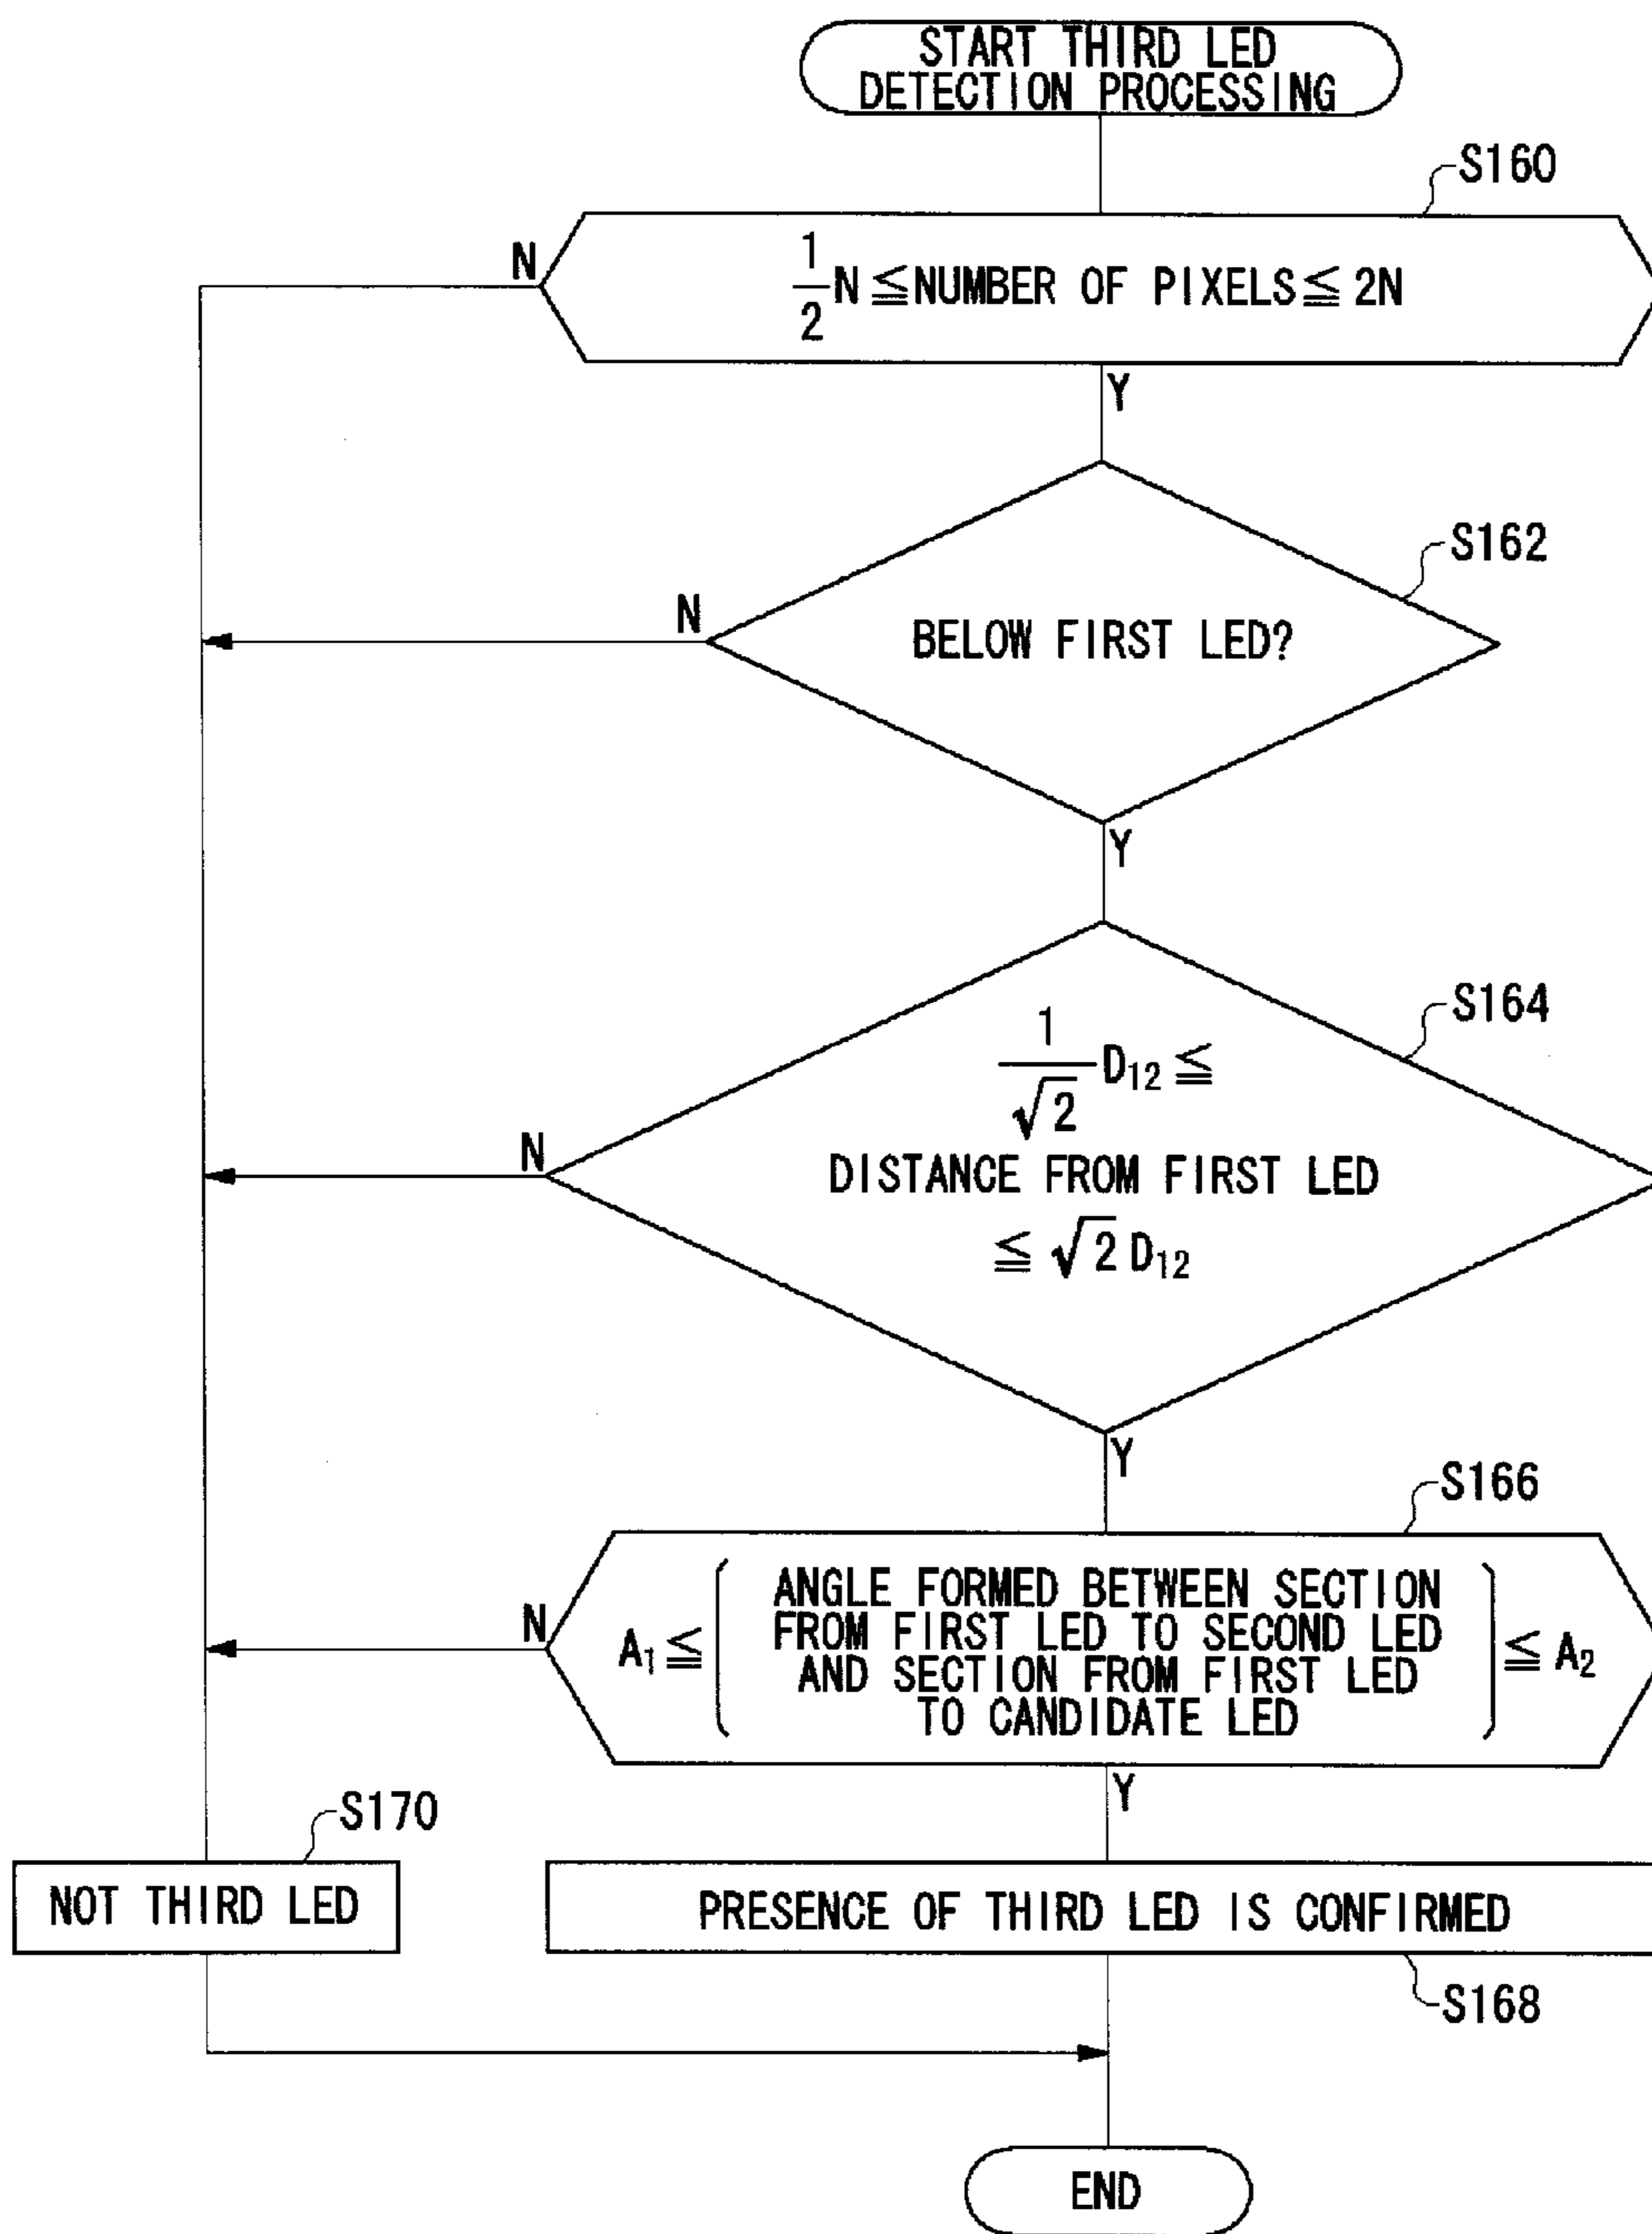 START THIRD LED
DETECTION PROCESSING
S160
N
1/2 N ≦ NUMBER OF PIXELS ≦ 2N
Y
S162
N
BELOW FIRST LED?
Y
S164
1/√2 D12 ≦
N
DISTANCE FROM FIRST LED
≦ √2 D12
Y
S166
N
ANGLE FORMED BETWEEN SECTION
FROM FIRST LED TO SECOND LED
A1 ≦ ( ) ≦ A2
AND SECTION FROM FIRST LED
TO CANDIDATE LED
Y
S170
NOT THIRD LED
PRESENCE OF THIRD LED IS CONFIRMED
S168
END